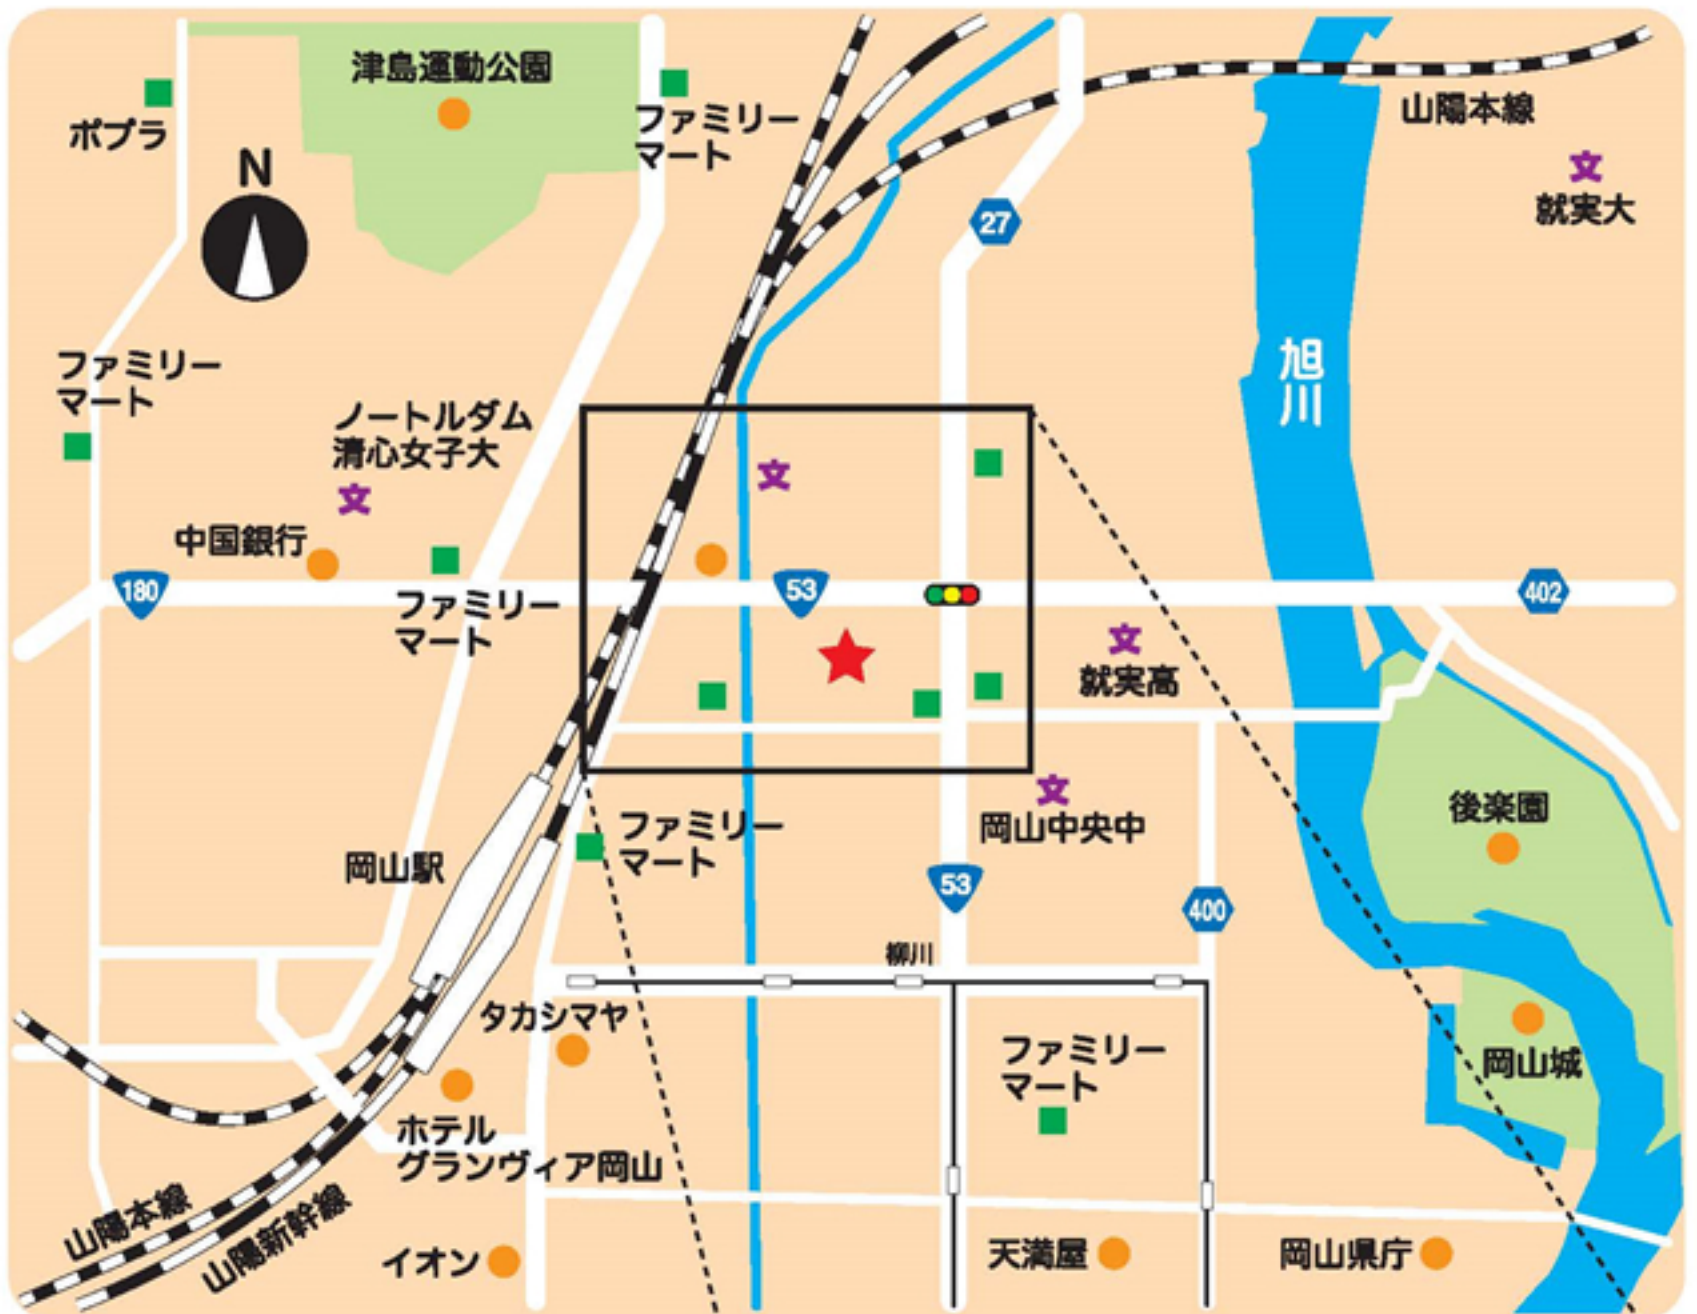 津島運動公園
ポプラ
ファミリー
マート
N
山陽本線
就実大
27
旭川
ファミリー
マート
ノートルダム
清心女子大
中国銀行
180
ファミリー
マート
53
402
就実高
岡山駅
ファミリー
マート
岡山中央中
後楽園
53
400
柳川
タカシマヤ
ファミリー
マート
岡山城
ホテル
グランヴィア岡山
山陽本線
山陽新幹線
イオン
天満屋
岡山県庁